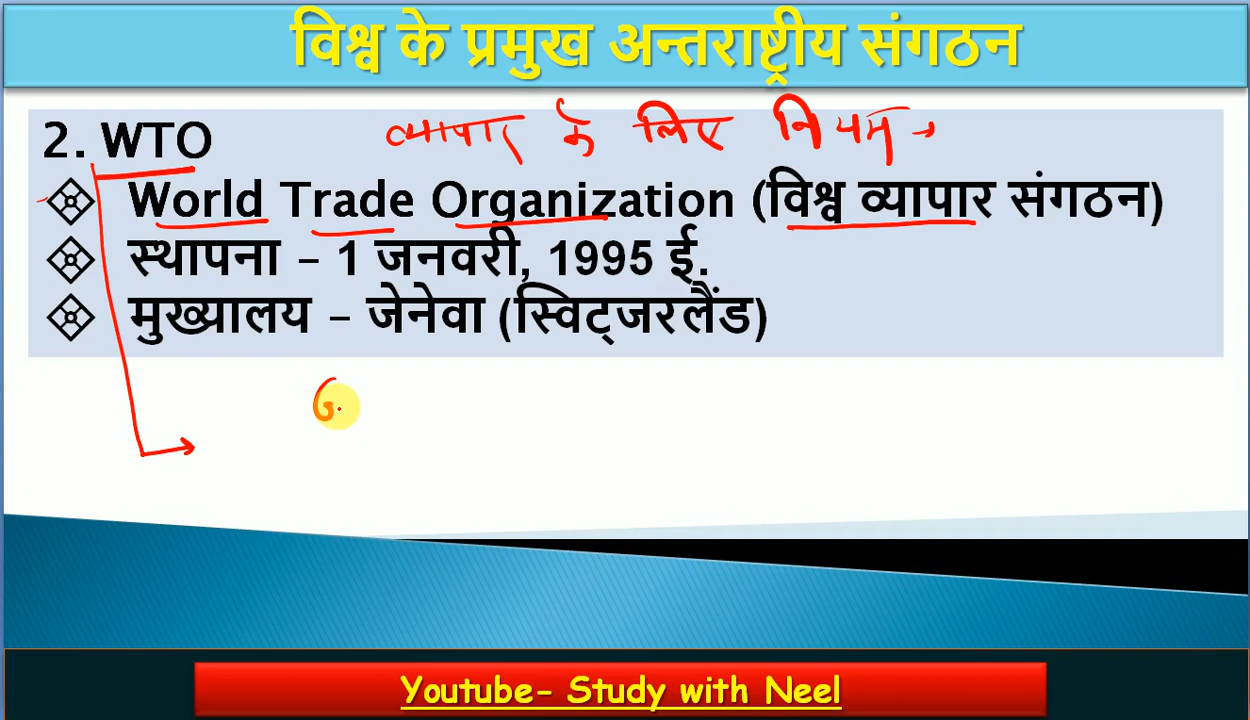 विश्व के प्रमुख अन्तराष्ट्रीय संगठन
2. WTO
व्यापार के लिए नियम
World Trade Organization (विश्व व्यापार संगठन)
स्थापना – 1 जनवरी, 1995 ई.
मुख्यालय – जेनेवा (स्विट्जरलैंड)
G
Youtube- Study with Neel